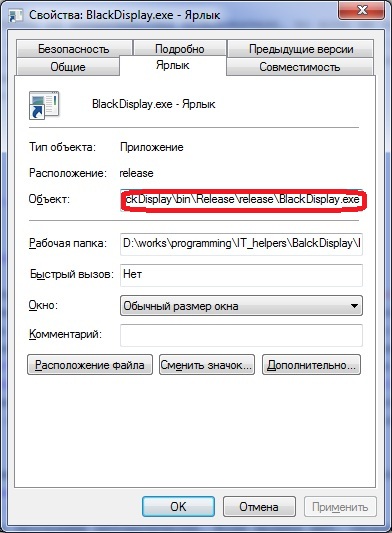 Свойства: BlackDisplay.exe - Ярлык
Безопасность Подробно Предыдущие версии
Общие Ярлык Совместимость
BlackDisplay.exe - Ярлык
Тип объекта: Приложение
Расположение: release
Объект: ckDisplay\bin\Release\release\BlackDisplay.exe
Рабочая папка: D:\works\programming\IT_helpers\BalckDisplay\
Быстрый вызов: Нет
Окно: Обычный размер окна
Комментарий:
Расположение файла Сменить значок... Дополнительно...
OK Отмена Применить